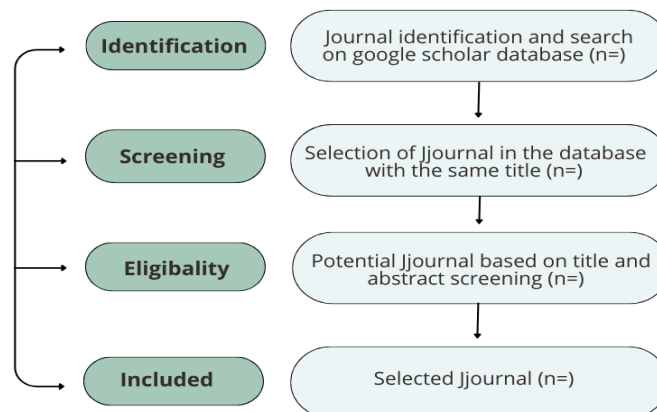 Identification
Journal identification and search
on google scholar database (n=)
Screening
Selection of Jjournal in the database
with the same title (n=)
Eligibality
Potential Jjournal based on title and
abstract screening (n=)
Included
Selected Jjournal (n=)